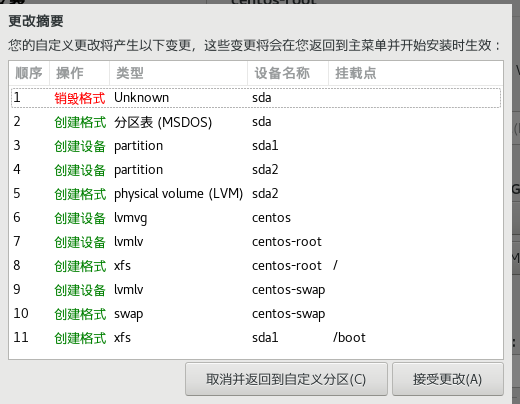 centos-root
更改摘要
您的自定义更改将产生以下变更，这些变更将会在您返回到主菜单并开始安装时生效：
顺序 操作 类型 设备名称 挂载点
1 销毁格式 Unknown sda
2 创建格式 分区表 (MSDOS) sda
3 创建设备 partition sda1
4 创建设备 partition sda2
5 创建格式 physical volume (LVM) sda2
6 创建设备 lvmvg centos
7 创建设备 lvmlv centos-root
8 创建格式 xfs centos-root /
9 创建设备 lvmlv centos-swap
10 创建格式 swap centos-swap
11 创建格式 xfs sda1 /boot
取消并返回到自定义分区(C) 接受更改(A)